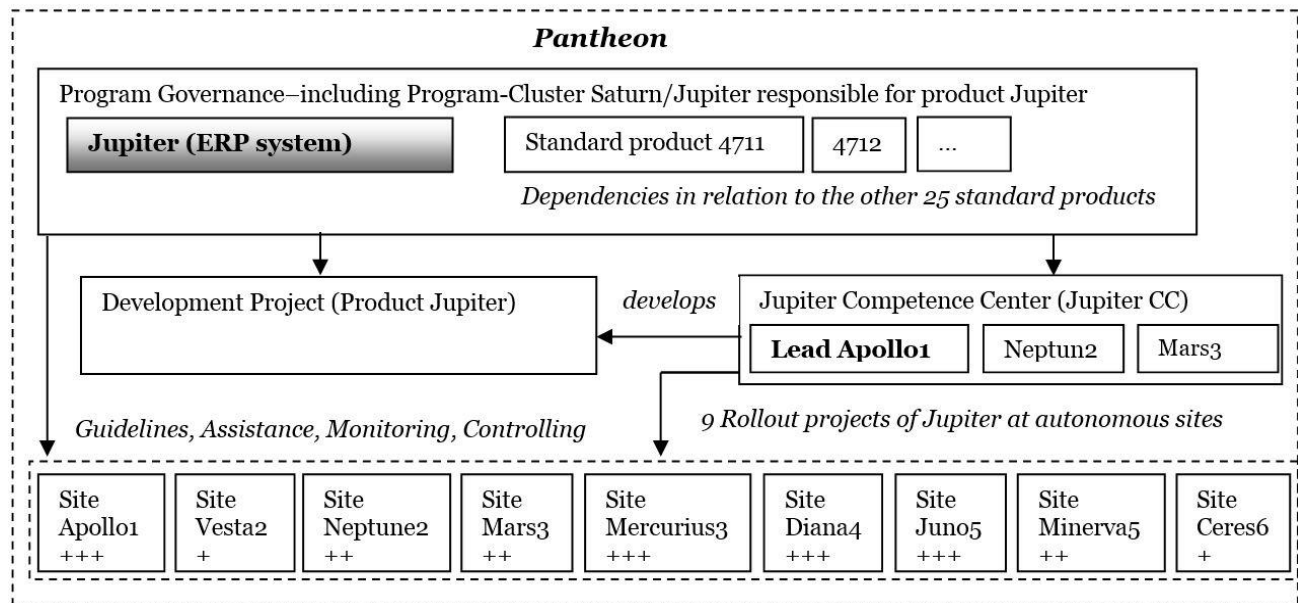 Pantheon
Program Governance–including Program-Cluster Saturn/Jupiter responsible for product Jupiter
Jupiter (ERP system)
Standard product 4711
4712
...
Dependencies in relation to the other 25 standard products
Development Project (Product Jupiter)
develops
Jupiter Competence Center (Jupiter CC)
Lead Apollo1
Neptun2
Mars3
Guidelines, Assistance, Monitoring, Controlling
9 Rollout projects of Jupiter at autonomous sites
Site
Apollo1
+++
Site
Vesta2
+
Site
Neptune2
++
Site
Mars3
++
Site
Mercurius3
+++
Site
Diana4
+++
Site
Juno5
+++
Site
Minerva5
++
Site
Ceres6
+